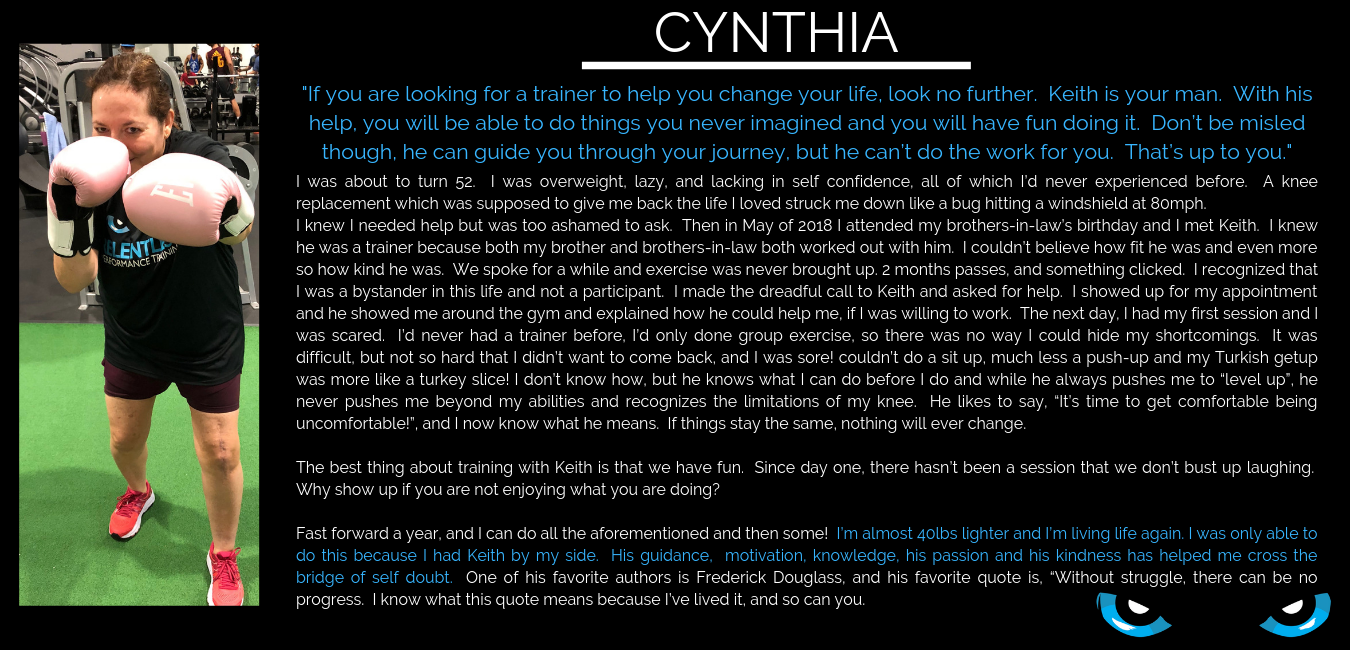 CYNTHIA
"If you are looking for a trainer to help you change your life, look no further.  Keith is your man.  With his
help, you will be able to do things you never imagined and you will have fun doing it.  Don’t be misled
though, he can guide you through your journey, but he can’t do the work for you.  That’s up to you."
I was about to turn 52.  I was overweight, lazy, and lacking in self confidence, all of which I’d never experienced before.  A knee
replacement which was supposed to give me back the life I loved struck me down like a bug hitting a windshield at 80mph.
I knew I needed help but was too ashamed to ask.  Then in May of 2018 I attended my brothers-in-law’s birthday and I met Keith.  I knew
he was a trainer because both my brother and brothers-in-law both worked out with him.  I couldn’t believe how fit he was and even more
so how kind he was.  We spoke for a while and exercise was never brought up. 2 months passes, and something clicked.  I recognized that
I was a bystander in this life and not a participant.  I made the dreadful call to Keith and asked for help.  I showed up for my appointment
and he showed me around the gym and explained how he could help me, if I was willing to work.  The next day, I had my first session and I
was scared.  I’d never had a trainer before, I’d only done group exercise, so there was no way I could hide my shortcomings.  It was
difficult, but not so hard that I didn’t want to come back, and I was sore! couldn’t do a sit up, much less a push-up and my Turkish getup
was more like a turkey slice! I don’t know how, but he knows what I can do before I do and while he always pushes me to “level up”, he
never pushes me beyond my abilities and recognizes the limitations of my knee.  He likes to say, “It’s time to get comfortable being
uncomfortable!”, and I now know what he means.  If things stay the same, nothing will ever change.
The best thing about training with Keith is that we have fun.  Since day one, there hasn’t been a session that we don’t bust up laughing.
Why show up if you are not enjoying what you are doing?
Fast forward a year, and I can do all the aforementioned and then some!  I’m almost 40lbs lighter and I’m living life again. I was only able to
do this because I had Keith by my side.  His guidance,  motivation, knowledge, his passion and his kindness has helped me cross the
bridge of self doubt.  One of his favorite authors is Frederick Douglass, and his favorite quote is, “Without struggle, there can be no
progress.  I know what this quote means because I’ve lived it, and so can you.